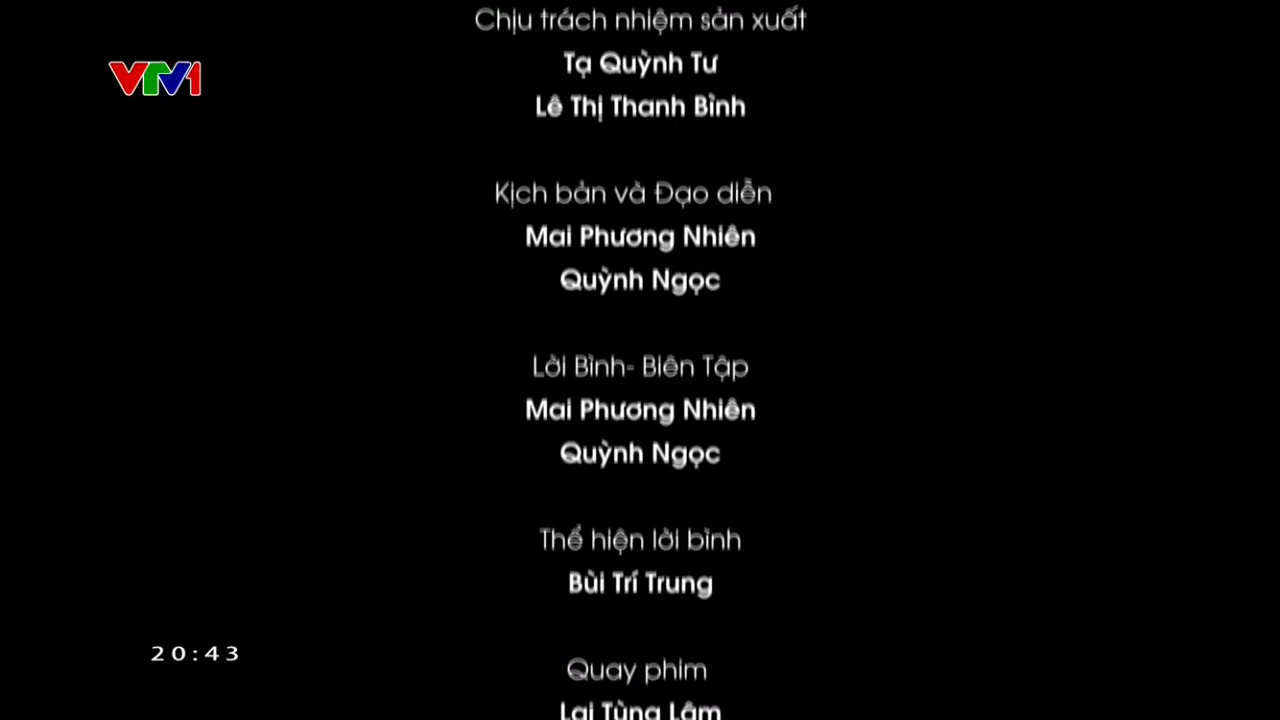 Chịu trách nhiệm sản xuất
VTV1
Tạ Quỳnh Tư
Lê Thị Thanh Bình
Kịch bản và Đạo diễn
Mai Phương Nhiên
Quỳnh Ngọc
Lời Bình- Biên Tập
Mai Phương Nhiên
Quỳnh Ngọc
Thể hiện lời bình
Bùi Trí Trung
20:43
Quay phim
Lại Tùng Lâm